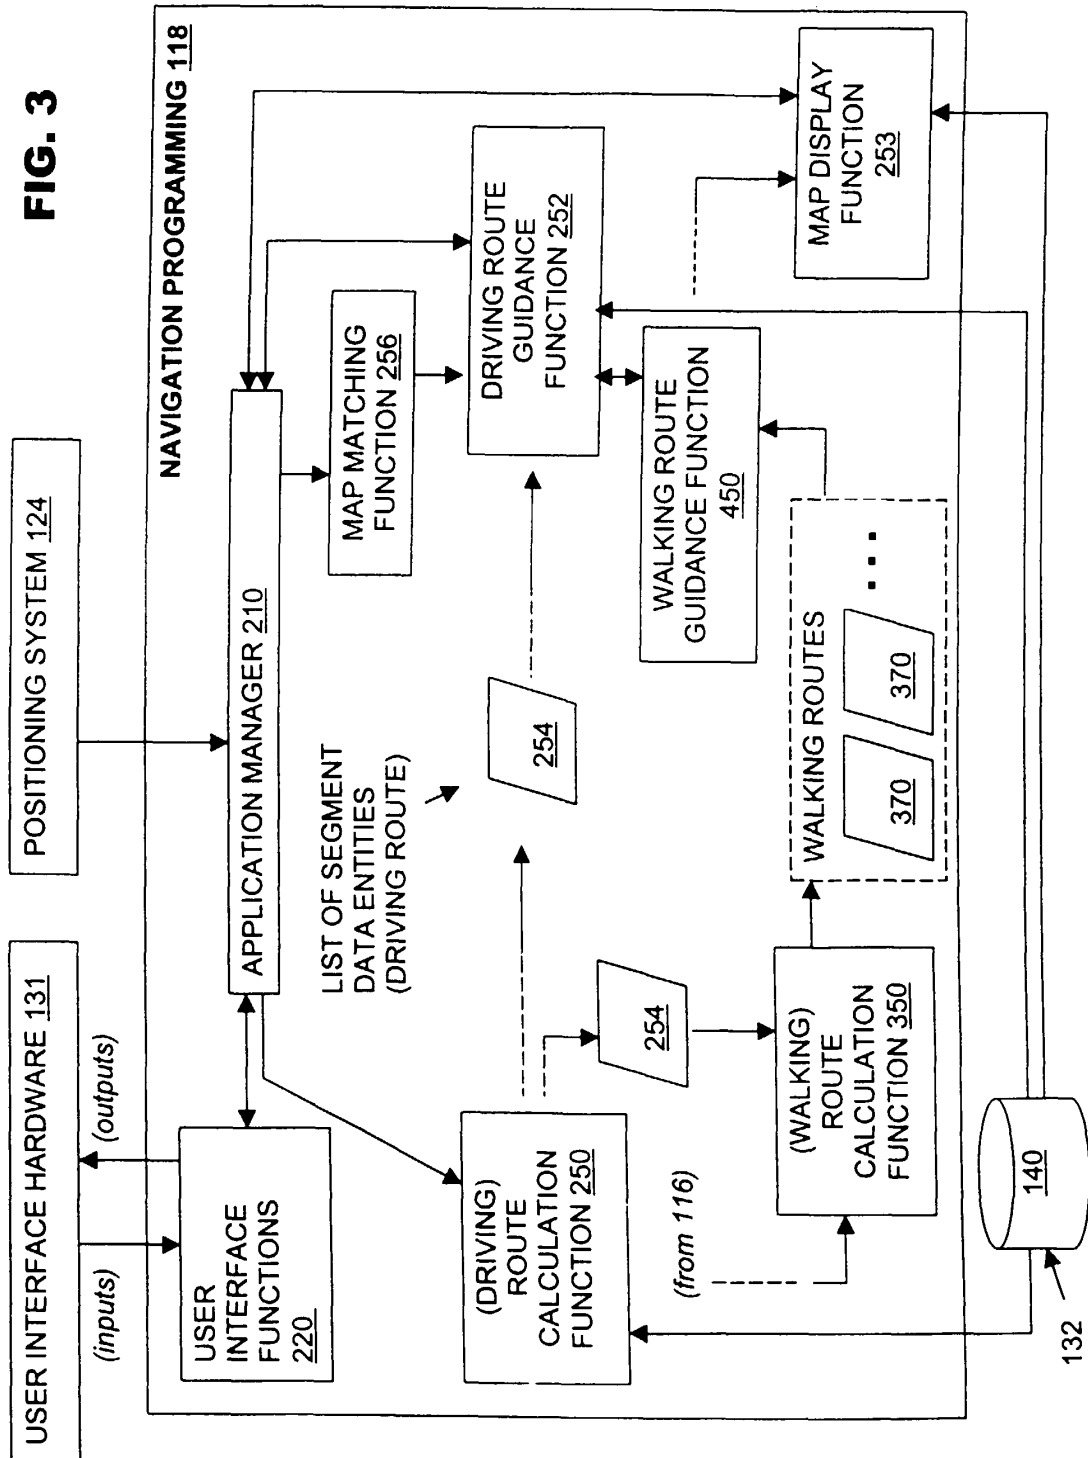 FIG. 3
USER INTERFACE HARDWARE 131
POSITIONING SYSTEM 124
(inputs)
(outputs)
NAVIGATION PROGRAMMING 118
USER
INTERFACE
FUNCTIONS
220
APPLICATION MANAGER 210
MAP MATCHING
FUNCTION 256
LIST OF SEGMENT
DATA ENTITIES
(DRIVING ROUTE)
(DRIVING)
ROUTE
CALCULATION
FUNCTION 250
254
DRIVING ROUTE
GUIDANCE
FUNCTION 252
254
WALKING ROUTE
GUIDANCE FUNCTION
450
(from 116)
(WALKING)
ROUTE
CALCULATION
FUNCTION 350
WALKING ROUTES
370
370
...
MAP DISPLAY
FUNCTION
253
140
132